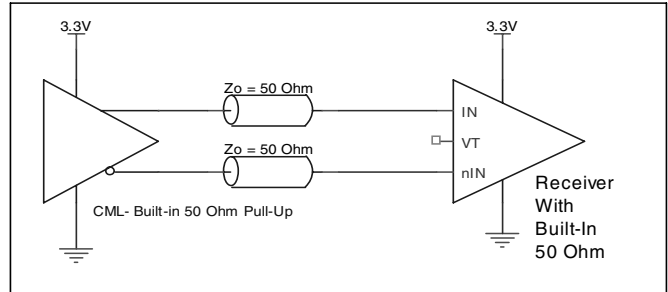 3.3V
3.3V
Zo = 50 Ohm
IN
VT
Zo = 50 Ohm
nIN
CML- Built-in 50 Ohm Pull-Up
Receiver
With
Built-In
50 Ohm